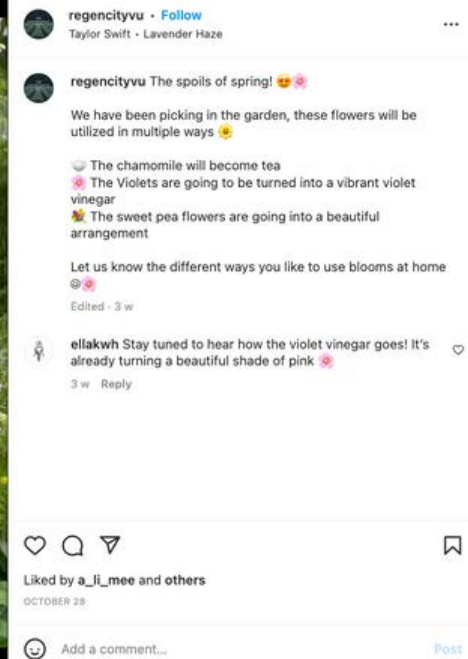 regencityvu • Follow
Taylor Swift • Lavender Haze
regencityvu The spoils of spring! 😍🌸
We have been picking in the garden, these flowers will be
utilized in multiple ways 🌼
🍵 The chamomile will become tea
🌸 The Violets are going to be turned into a vibrant violet
vinegar
💐 The sweet pea flowers are going into a beautiful
arrangement
Let us know the different ways you like to use blooms at home
☺🌸
Edited · 3 w
ellakwh Stay tuned to hear how the violet vinegar goes! It's
already turning a beautiful shade of pink 🌸
3 w Reply
Liked by a_li_mee and others
OCTOBER 28
Add a comment...
Post